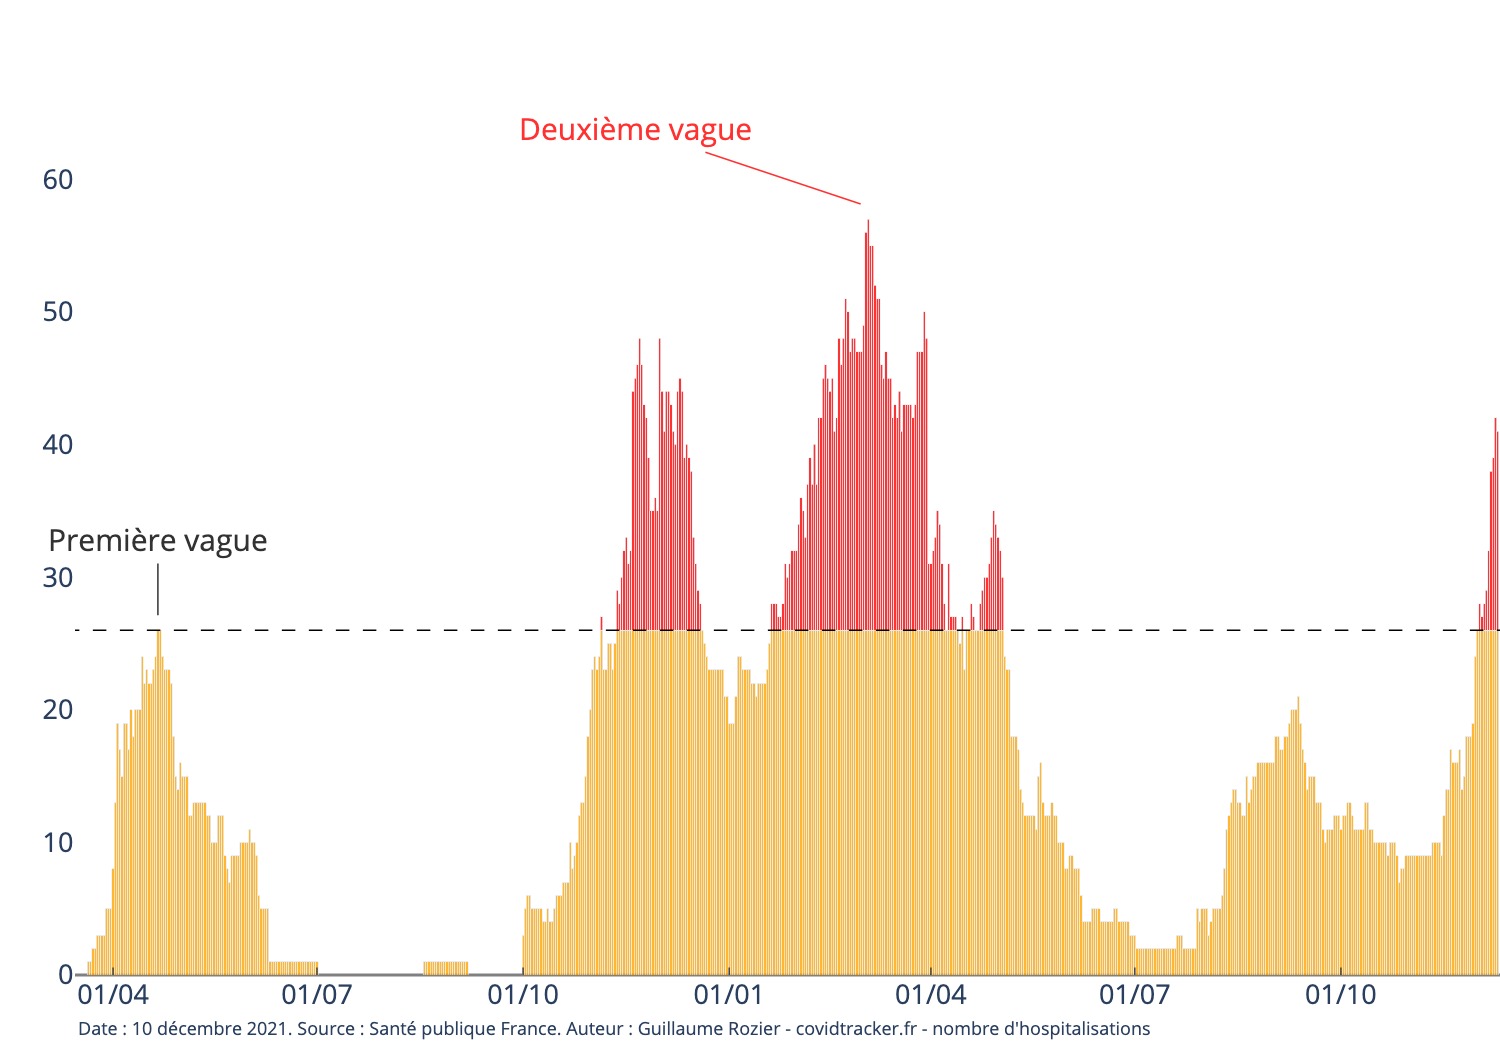 Deuxième vague
60
50
40
Première vague
30
20
10
0
01/04 01/07 01/10 01/01 01/04 01/07 01/10
Date : 10 décembre 2021. Source : Santé publique France. Auteur : Guillaume Rozier - covidtracker.fr - nombre d'hospitalisations